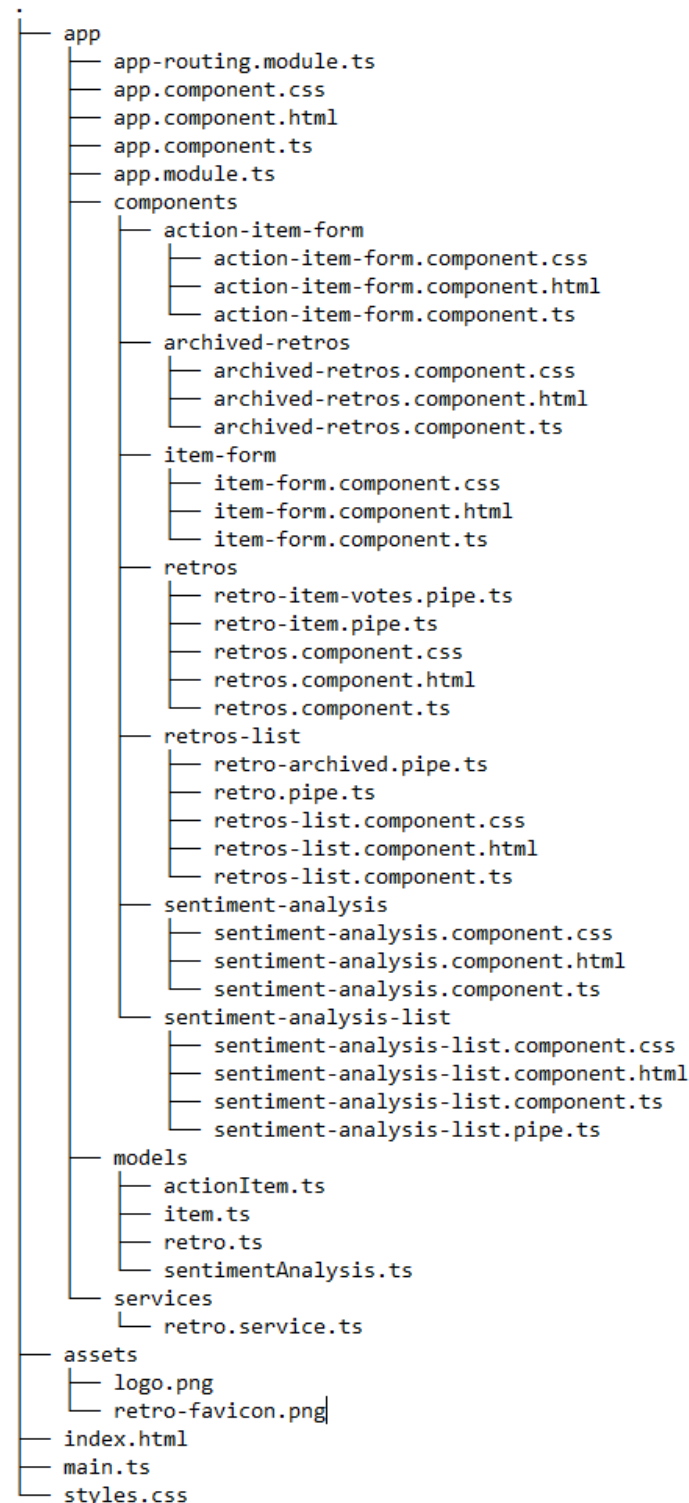 .
├── app
│   ├── app-routing.module.ts
│   ├── app.component.css
│   ├── app.component.html
│   ├── app.component.ts
│   ├── app.module.ts
│   ├── components
│   │   ├── action-item-form
│   │   │   ├── action-item-form.component.css
│   │   │   ├── action-item-form.component.html
│   │   │   └── action-item-form.component.ts
│   │   ├── archived-retros
│   │   │   ├── archived-retros.component.css
│   │   │   ├── archived-retros.component.html
│   │   │   └── archived-retros.component.ts
│   │   ├── item-form
│   │   │   ├── item-form.component.css
│   │   │   ├── item-form.component.html
│   │   │   └── item-form.component.ts
│   │   ├── retros
│   │   │   ├── retro-item-votes.pipe.ts
│   │   │   ├── retro-item.pipe.ts
│   │   │   ├── retros.component.css
│   │   │   ├── retros.component.html
│   │   │   └── retros.component.ts
│   │   ├── retros-list
│   │   │   ├── retro-archived.pipe.ts
│   │   │   ├── retro.pipe.ts
│   │   │   ├── retros-list.component.css
│   │   │   ├── retros-list.component.html
│   │   │   └── retros-list.component.ts
│   │   ├── sentiment-analysis
│   │   │   ├── sentiment-analysis.component.css
│   │   │   ├── sentiment-analysis.component.html
│   │   │   └── sentiment-analysis.component.ts
│   │   └── sentiment-analysis-list
│   │       ├── sentiment-analysis-list.component.css
│   │       ├── sentiment-analysis-list.component.html
│   │       ├── sentiment-analysis-list.component.ts
│   │       └── sentiment-analysis-list.pipe.ts
│   ├── models
│   │   ├── actionItem.ts
│   │   ├── item.ts
│   │   ├── retro.ts
│   │   └── sentimentAnalysis.ts
│   └── services
│       └── retro.service.ts
├── assets
│   ├── logo.png
│   └── retro-favicon.png
├── index.html
├── main.ts
└── styles.css